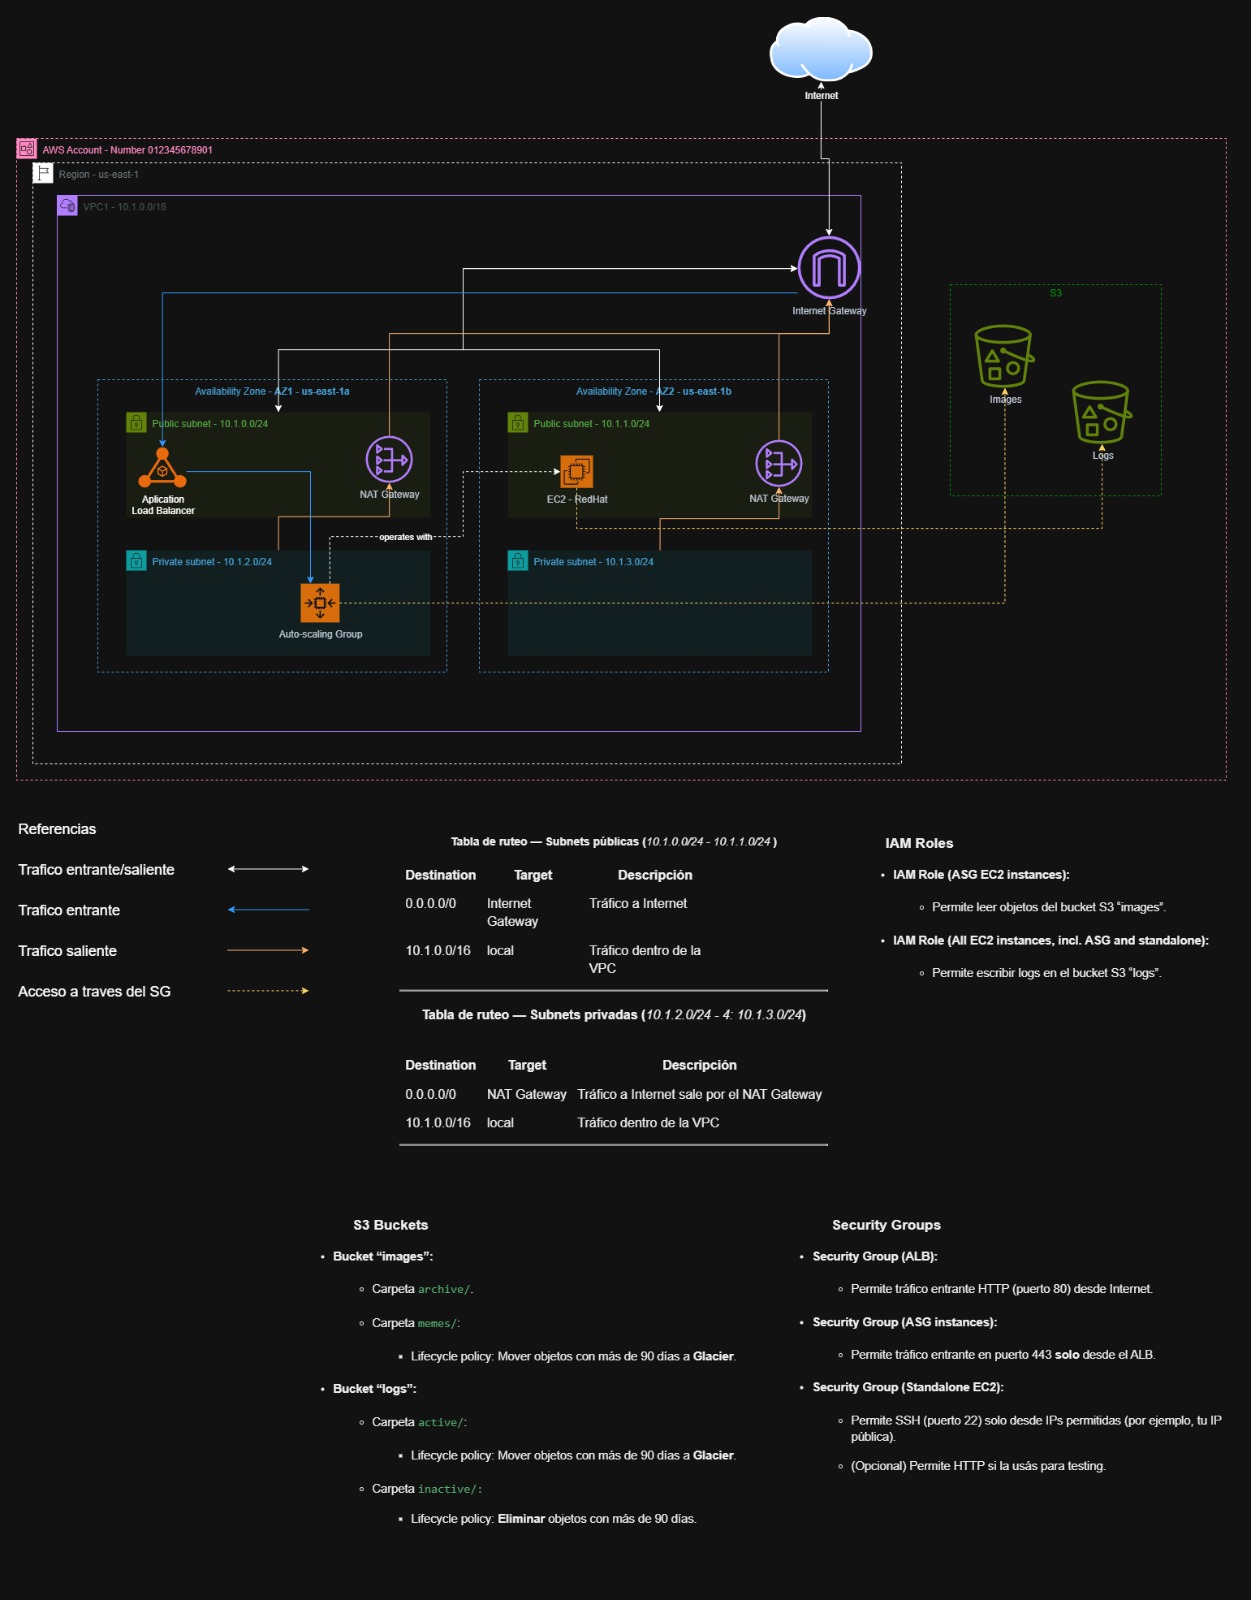 Internet
AWS Account - Number 012345678901
Region - us-east-1
VPC1 - 10.1.0.0/16
Internet Gateway
S3
Images
Logs
Availability Zone - AZ1 - us-east-1a
Availability Zone - AZ2 - us-east-1b
Public subnet - 10.1.0.0/24
Public subnet - 10.1.1.0/24
Aplication
Load Balancer
NAT Gateway
EC2 - RedHat
NAT Gateway
operates with
Private subnet - 10.1.2.0/24
Private subnet - 10.1.3.0/24
Auto-scaling Group
Referencias
Trafico entrante/saliente
Trafico entrante
Trafico saliente
Acceso a traves del SG
Tabla de ruteo — Subnets públicas (10.1.0.0/24 - 10.1.1.0/24 )
Destination Target Descripción
0.0.0.0/0 Internet Tráfico a Internet
Gateway
10.1.0.0/16 local Tráfico dentro de la
VPC
Tabla de ruteo — Subnets privadas (10.1.2.0/24 - 4: 10.1.3.0/24)
Destination Target Descripción
0.0.0.0/0 NAT Gateway Tráfico a Internet sale por el NAT Gateway
10.1.0.0/16 local Tráfico dentro de la VPC
IAM Roles
• IAM Role (ASG EC2 instances):
◦ Permite leer objetos del bucket S3 “images”.
• IAM Role (All EC2 instances, incl. ASG and standalone):
◦ Permite escribir logs en el bucket S3 “logs”.
S3 Buckets
• Bucket “images”:
◦ Carpeta archive/.
◦ Carpeta memes/:
▪ Lifecycle policy: Mover objetos con más de 90 días a Glacier.
• Bucket “logs”:
◦ Carpeta active/:
▪ Lifecycle policy: Mover objetos con más de 90 días a Glacier.
◦ Carpeta inactive/:
▪ Lifecycle policy: Eliminar objetos con más de 90 días.
Security Groups
• Security Group (ALB):
◦ Permite tráfico entrante HTTP (puerto 80) desde Internet.
• Security Group (ASG instances):
◦ Permite tráfico entrante en puerto 443 solo desde el ALB.
• Security Group (Standalone EC2):
◦ Permite SSH (puerto 22) solo desde IPs permitidas (por ejemplo, tu IP
pública).
◦ (Opcional) Permite HTTP si la usás para testing.